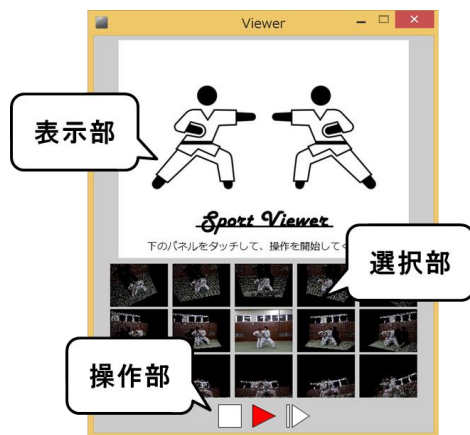 Viewer
表示部
Sport Viewer
下のパネルをタッチして、操作を開始してく
選択部
操作部